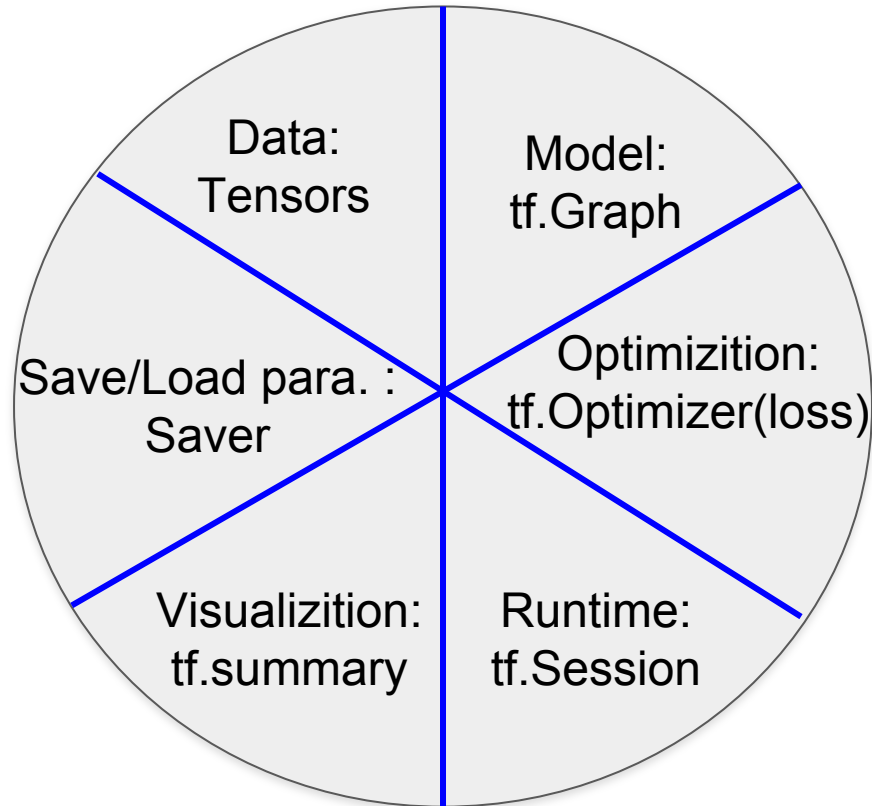 Data:
Tensors
Model:
tf.Graph
Optimizition:
tf.Optimizer(loss)
Save/Load para. :
Saver
Visualizition:
tf.summary
Runtime:
tf.Session